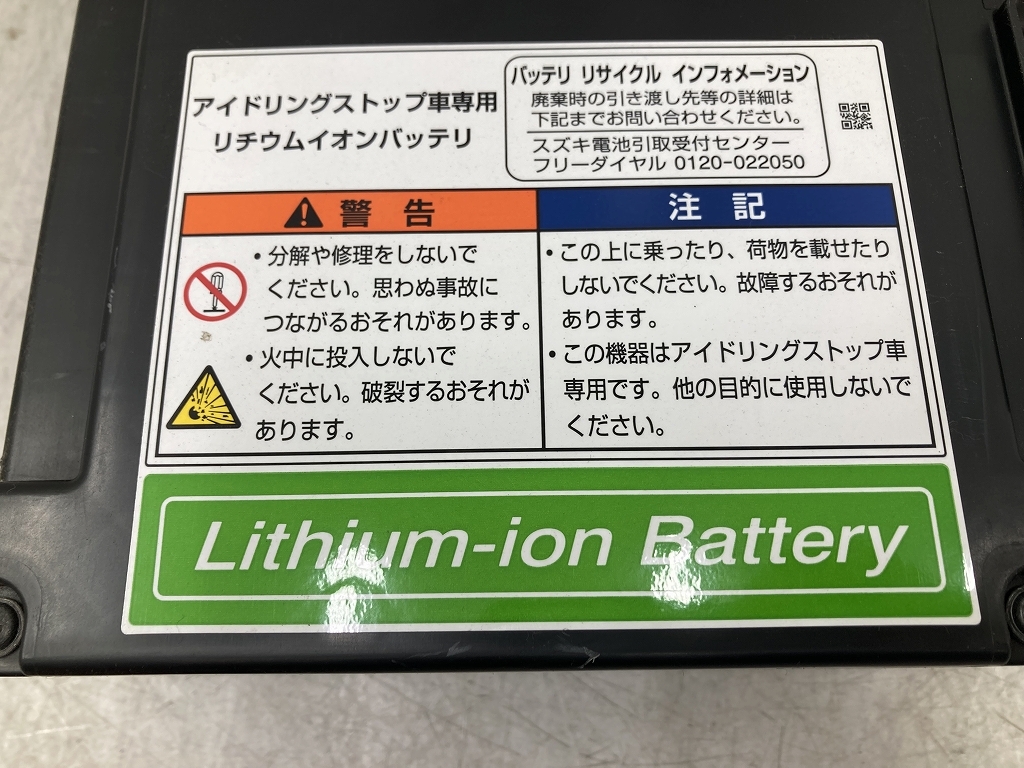 アイドリングストップ車専用
リチウムイオンバッテリ
バッテリ リサイクル インフォメーション
廃棄時の引き渡し先等の詳細は
下記までお問い合わせください。
スズキ電池引取受付センター
フリーダイヤル 0120-022050
警 告
・分解や修理をしないで
ください。思わぬ事故に
つながるおそれがあります。
・火中に投入しないで
ください。破裂するおそれが
あります。
注 記
・この上に乗ったり、荷物を載せたり
しないでください。故障するおそれが
あります。
・この機器はアイドリングストップ車
専用です。他の目的に使用しないで
ください。
Lithium-ion Battery